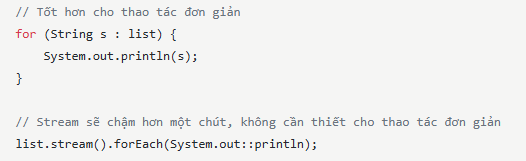 // Tốt hơn cho thao tác đơn giản
for (String s : list) {
    System.out.println(s);
}
// Stream sẽ chậm hơn một chút, không cần thiết cho thao tác đơn giản
list.stream().forEach(System.out::println);